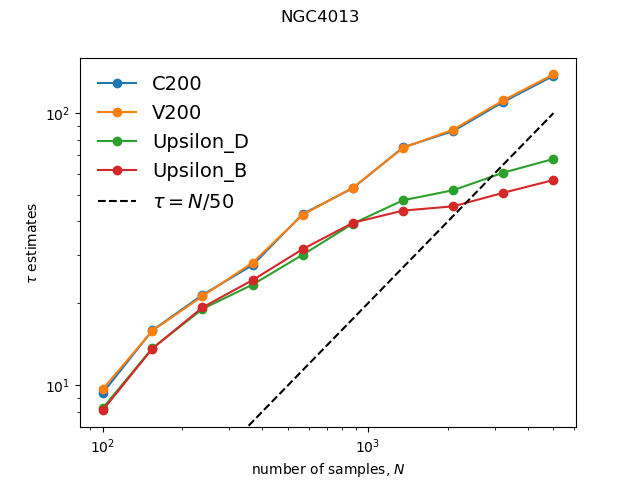 NGC4013
C200
V200
Upsilon_D
Upsilon_B
τ = N/50
τ estimates
10²
10¹
10² 10³
number of samples, N